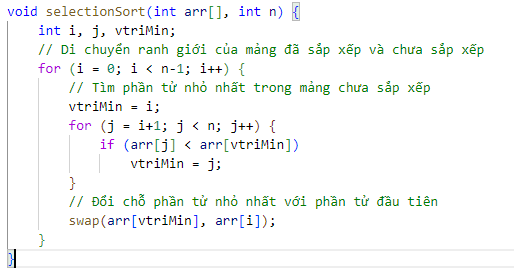 void selectionSort(int arr[], int n) {
    int i, j, vtriMin;
    // Di chuyển ranh giới của mảng đã sắp xếp và chưa sắp xếp
    for (i = 0; i < n-1; i++) {
        // Tìm phần tử nhỏ nhất trong mảng chưa sắp xếp
        vtriMin = i;
        for (j = i+1; j < n; j++) {
            if (arr[j] < arr[vtriMin])
                vtriMin = j;
        }
        // Đổi chỗ phần tử nhỏ nhất với phần tử đầu tiên
        swap(arr[vtriMin], arr[i]);
    }
}